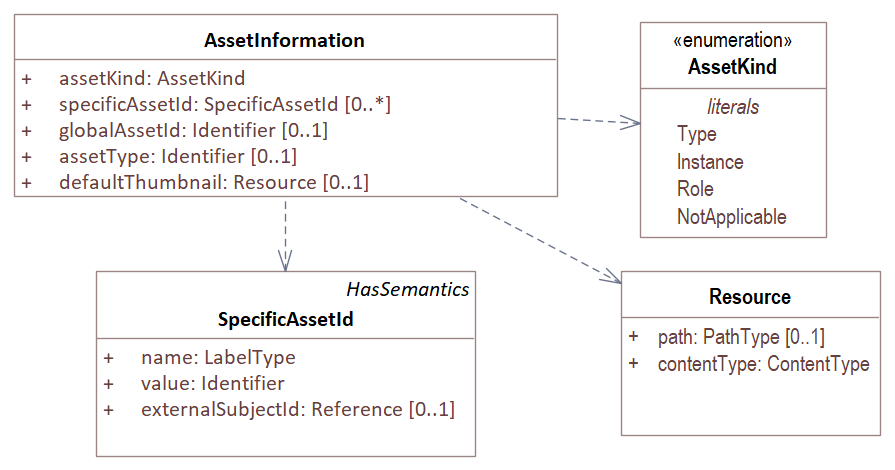 AssetInformation
+ assetKind: AssetKind
+ specificAssetId: SpecificAssetId [0..*]
+ globalAssetId: Identifier [0..1]
+ assetType: Identifier [0..1]
+ defaultThumbnail: Resource [0..1]
«enumeration»
AssetKind
literals
Type
Instance
Role
NotApplicable
HasSemantics
SpecificAssetId
+ name: LabelType
+ value: Identifier
+ externalSubjectId: Reference [0..1]
Resource
+ path: PathType [0..1]
+ contentType: ContentType